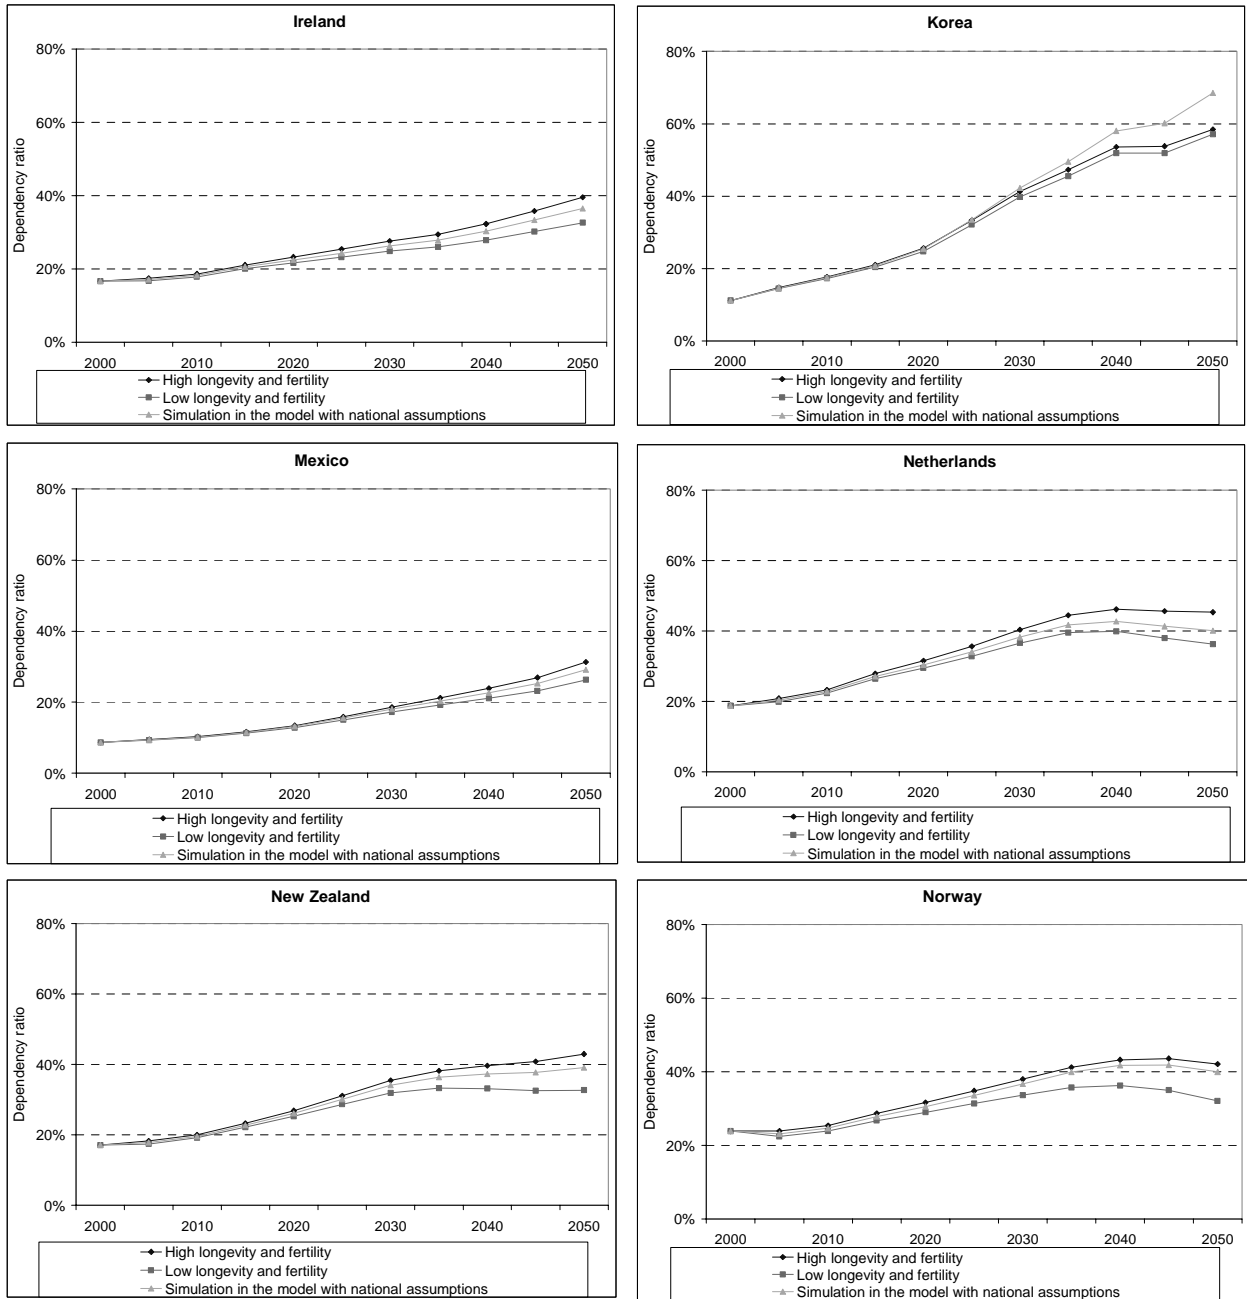 Ireland
80%
60%
40%
20%
0%
Dependency ratio
2000 2010 2020 2030 2040 2050
High longevity and fertility
Low longevity and fertility
Simulation in the model with national assumptions
Korea
80%
60%
40%
20%
0%
Dependency ratio
2000 2010 2020 2030 2040 2050
High longevity and fertility
Low longevity and fertility
Simulation in the model with national assumptions
Mexico
80%
60%
40%
20%
0%
Dependency ratio
2000 2010 2020 2030 2040 2050
High longevity and fertility
Low longevity and fertility
Simulation in the model with national assumptions
Netherlands
80%
60%
40%
20%
0%
Dependency ratio
2000 2010 2020 2030 2040 2050
High longevity and fertility
Low longevity and fertility
Simulation in the model with national assumptions
New Zealand
80%
60%
40%
20%
0%
Dependency ratio
2000 2010 2020 2030 2040 2050
High longevity and fertility
Low longevity and fertility
Simulation in the model with national assumptions
Norway
80%
60%
40%
20%
0%
Dependency ratio
2000 2010 2020 2030 2040 2050
High longevity and fertility
Low longevity and fertility
Simulation in the model with national assumptions